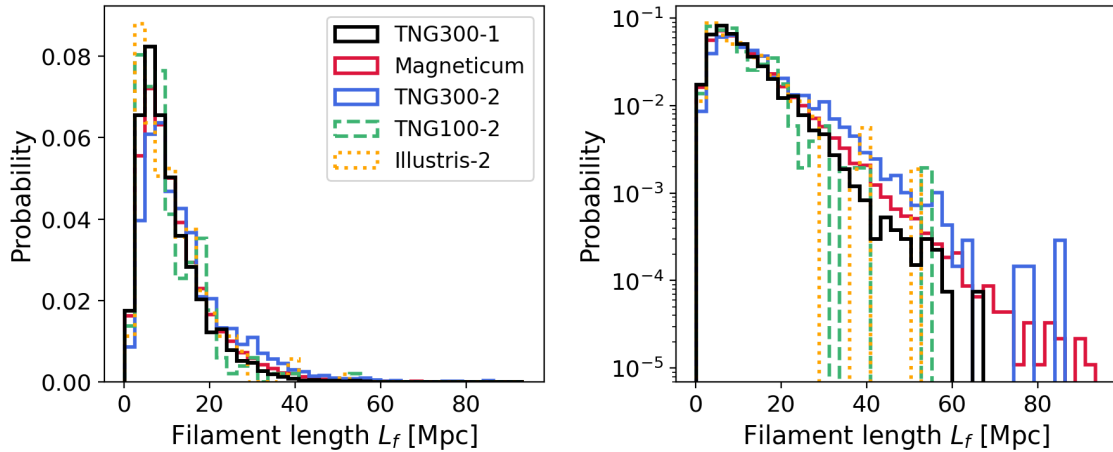 0.08
0.06
0.04
0.02
0.00
Probability
0 20 40 60 80
Filament length $L_f$ [Mpc]
TNG300-1
Magneticum
TNG300-2
TNG100-2
Illustris-2
10⁻¹
10⁻²
10⁻³
10⁻⁴
10⁻⁵
Probability
0 20 40 60 80
Filament length $L_f$ [Mpc]